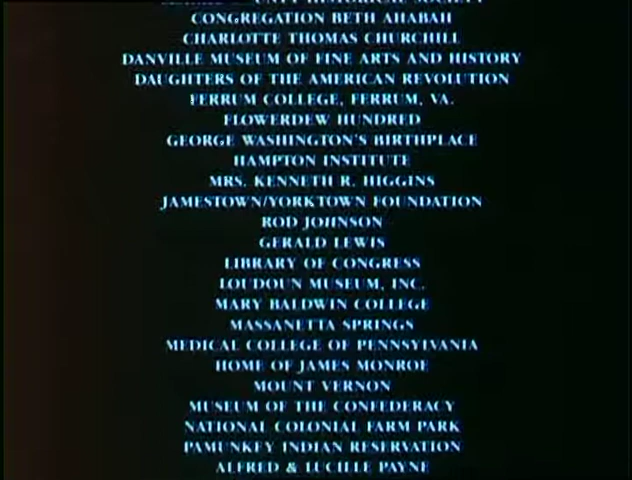 UNTY HISTORICAL SOCIETY
CONGREGATION BETH AHABAH
CHARLOTTE THOMAS CHURCHILL
DANVILLE MUSEUM OF FINE ARTS AND HISTORY
DAUGHTERS OF THE AMERICAN REVOLUTION
FERRUM COLLEGE, FERRUM, VA.
FLOWERDEW HUNDRED
GEORGE WASHINGTON'S BIRTHPLACE
HAMPTON INSTITUTE
MRS. KENNETH R. HIGGINS
JAMESTOWN/YORKTOWN FOUNDATION
ROD JOHNSON
GERALD LEWIS
LIBRARY OF CONGRESS
LOUDOUN MUSEUM, INC.
MARY BALDWIN COLLEGE
MASSANETTA SPRINGS
MEDICAL COLLEGE OF PENNSYLVANIA
HOME OF JAMES MONROE
MOUNT VERNON
MUSEUM OF THE CONFEDERACY
NATIONAL COLONIAL FARM PARK
PAMUNKEY INDIAN RESERVATION
ALFRED & LUCILLE PAYNE